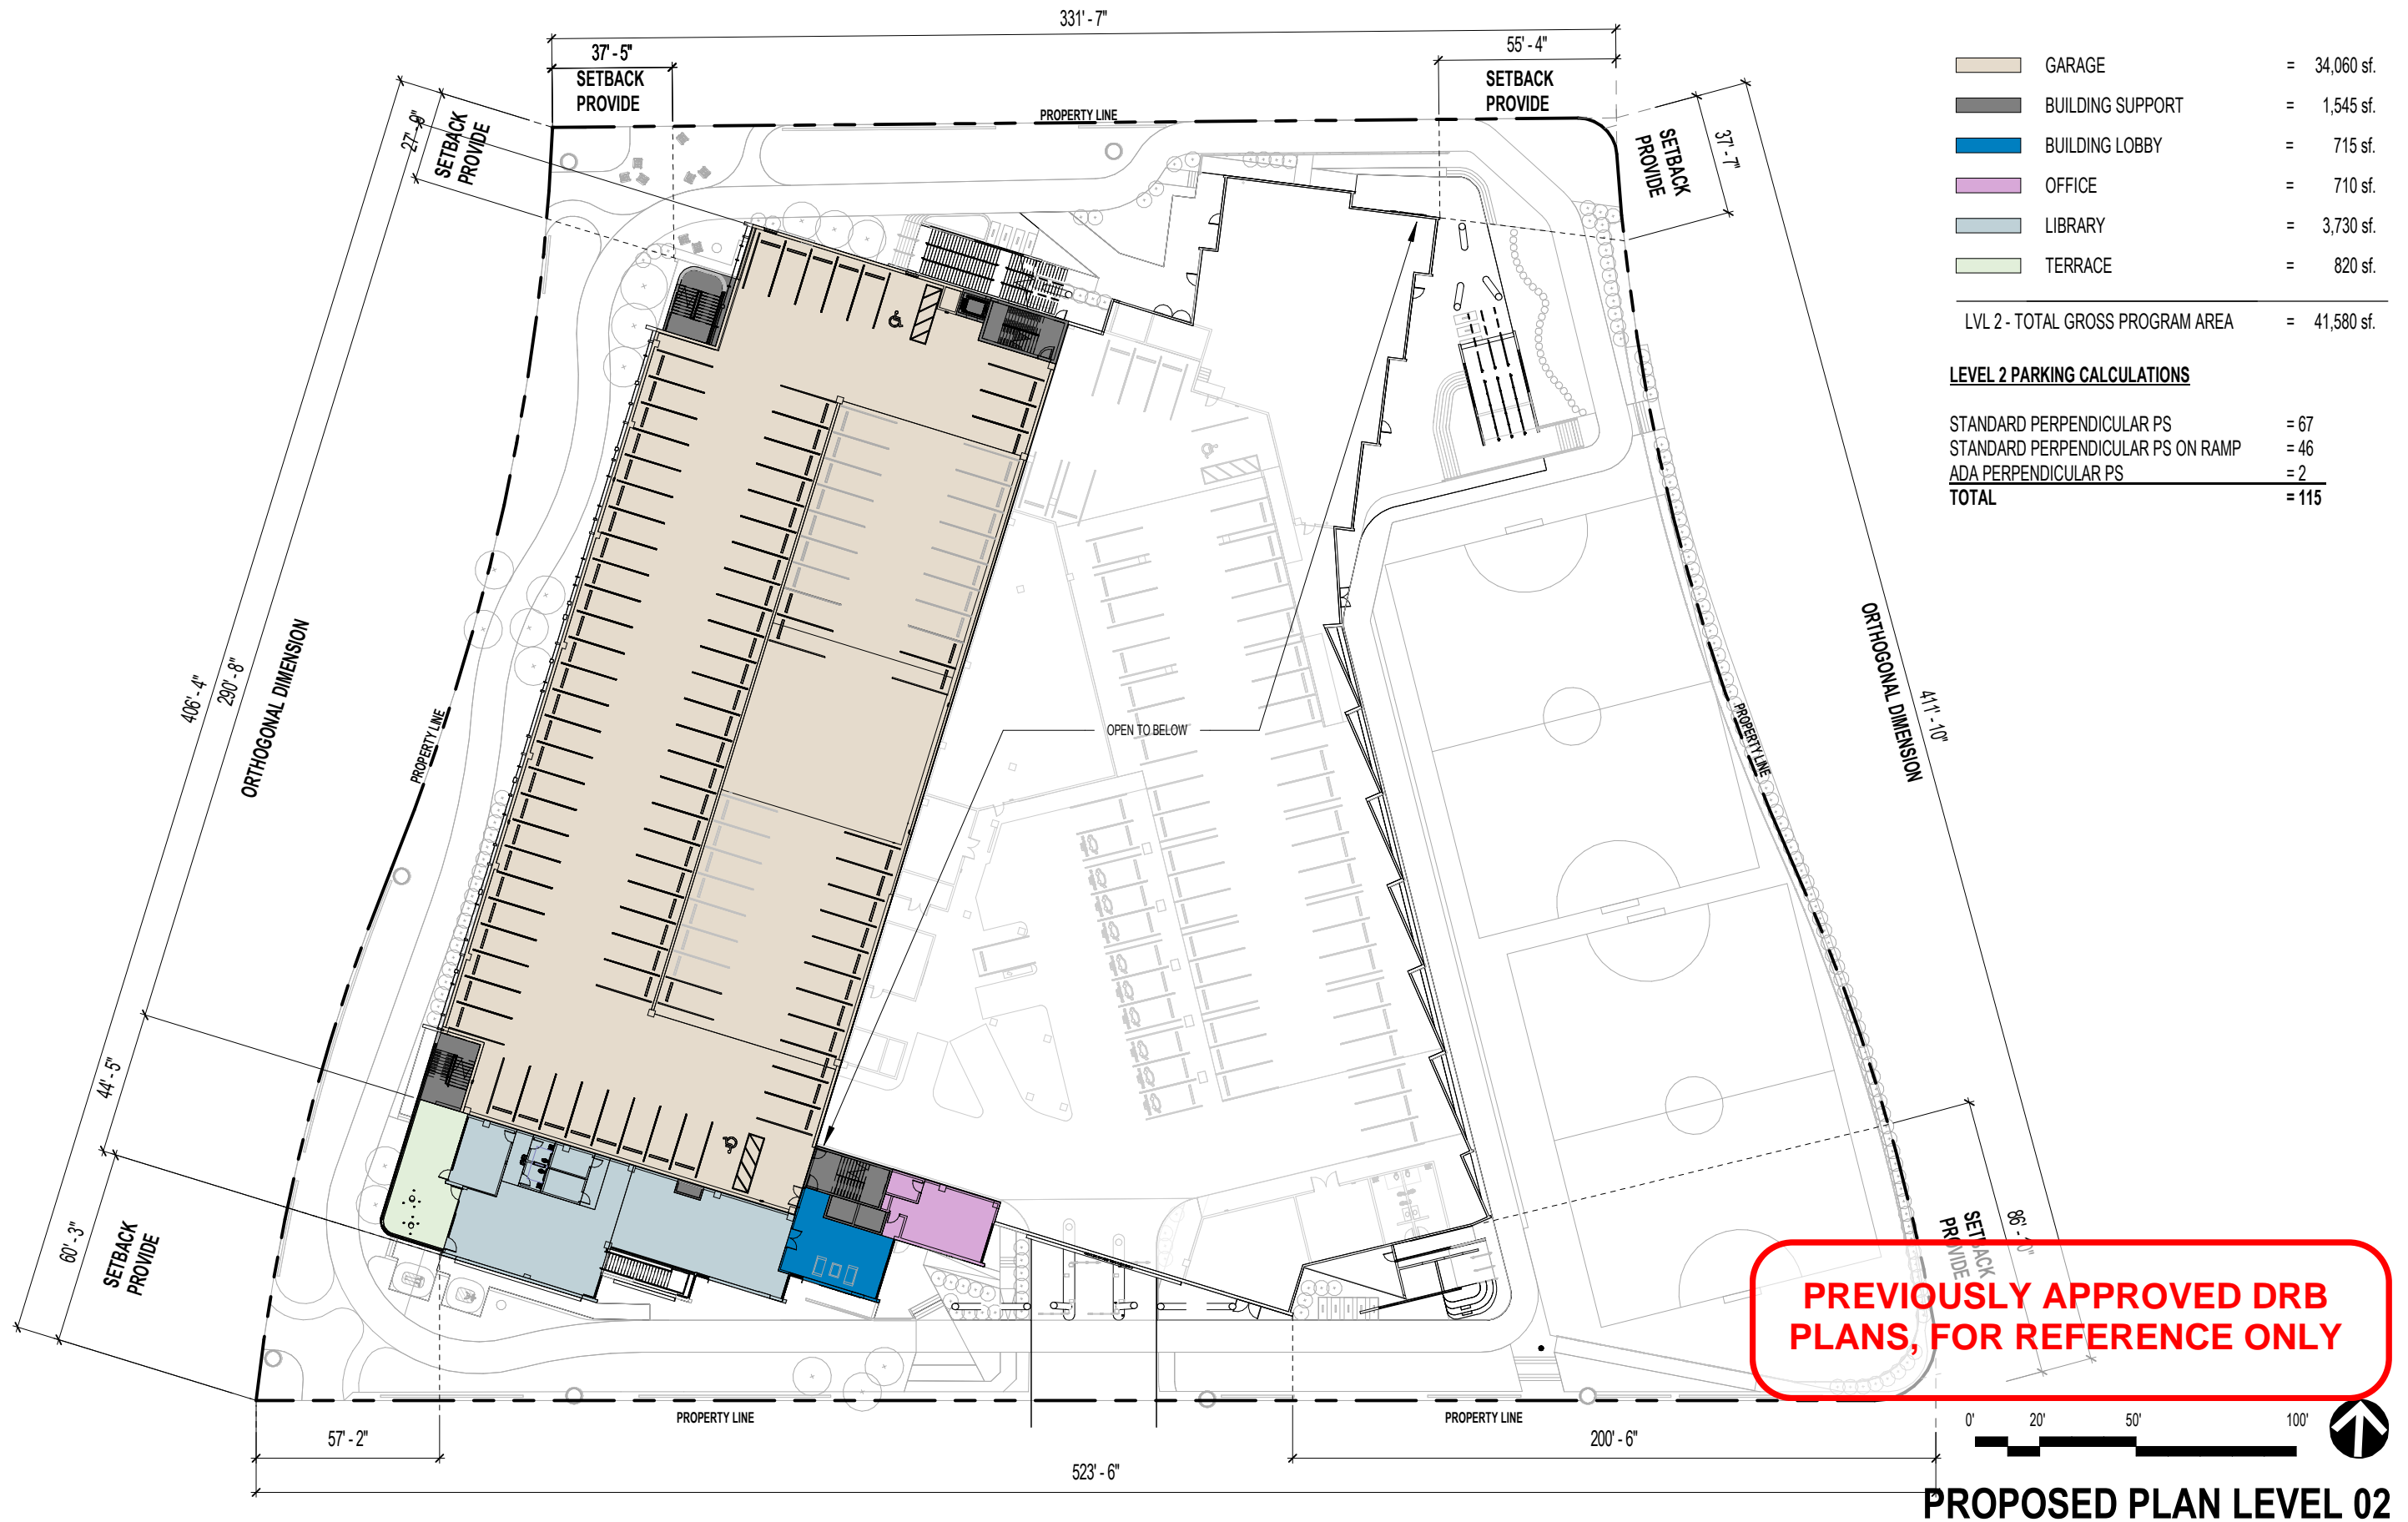 331' - 7"
37' - 5"
SETBACK
PROVIDE
55' - 4"
SETBACK
PROVIDE
PROPERTY LINE
27' - 9"
SETBACK
PROVIDE
SETBACK
PROVIDE
37' - 7"
GARAGE = 34,060 sf.
BUILDING SUPPORT = 1,545 sf.
BUILDING LOBBY = 715 sf.
OFFICE = 710 sf.
LIBRARY = 3,730 sf.
TERRACE = 820 sf.
LVL 2 - TOTAL GROSS PROGRAM AREA = 41,580 sf.
LEVEL 2 PARKING CALCULATIONS
STANDARD PERPENDICULAR PS = 67
STANDARD PERPENDICULAR PS ON RAMP = 46
ADA PERPENDICULAR PS = 2
TOTAL = 115
406' - 4"
290' - 8"
ORTHOGONAL DIMENSION
PROPERTY LINE
OPEN TO BELOW
PROPERTY LINE
ORTHOGONAL DIMENSION
411' - 10"
44' - 5"
60' - 3"
SETBACK
PROVIDE
SETBACK
PROVIDE
PREVIOUSLY APPROVED DRB
PLANS, FOR REFERENCE ONLY
PROPERTY LINE
PROPERTY LINE
57' - 2"
200' - 6"
523' - 6"
0' 20' 50' 100'
PROPOSED PLAN LEVEL 02